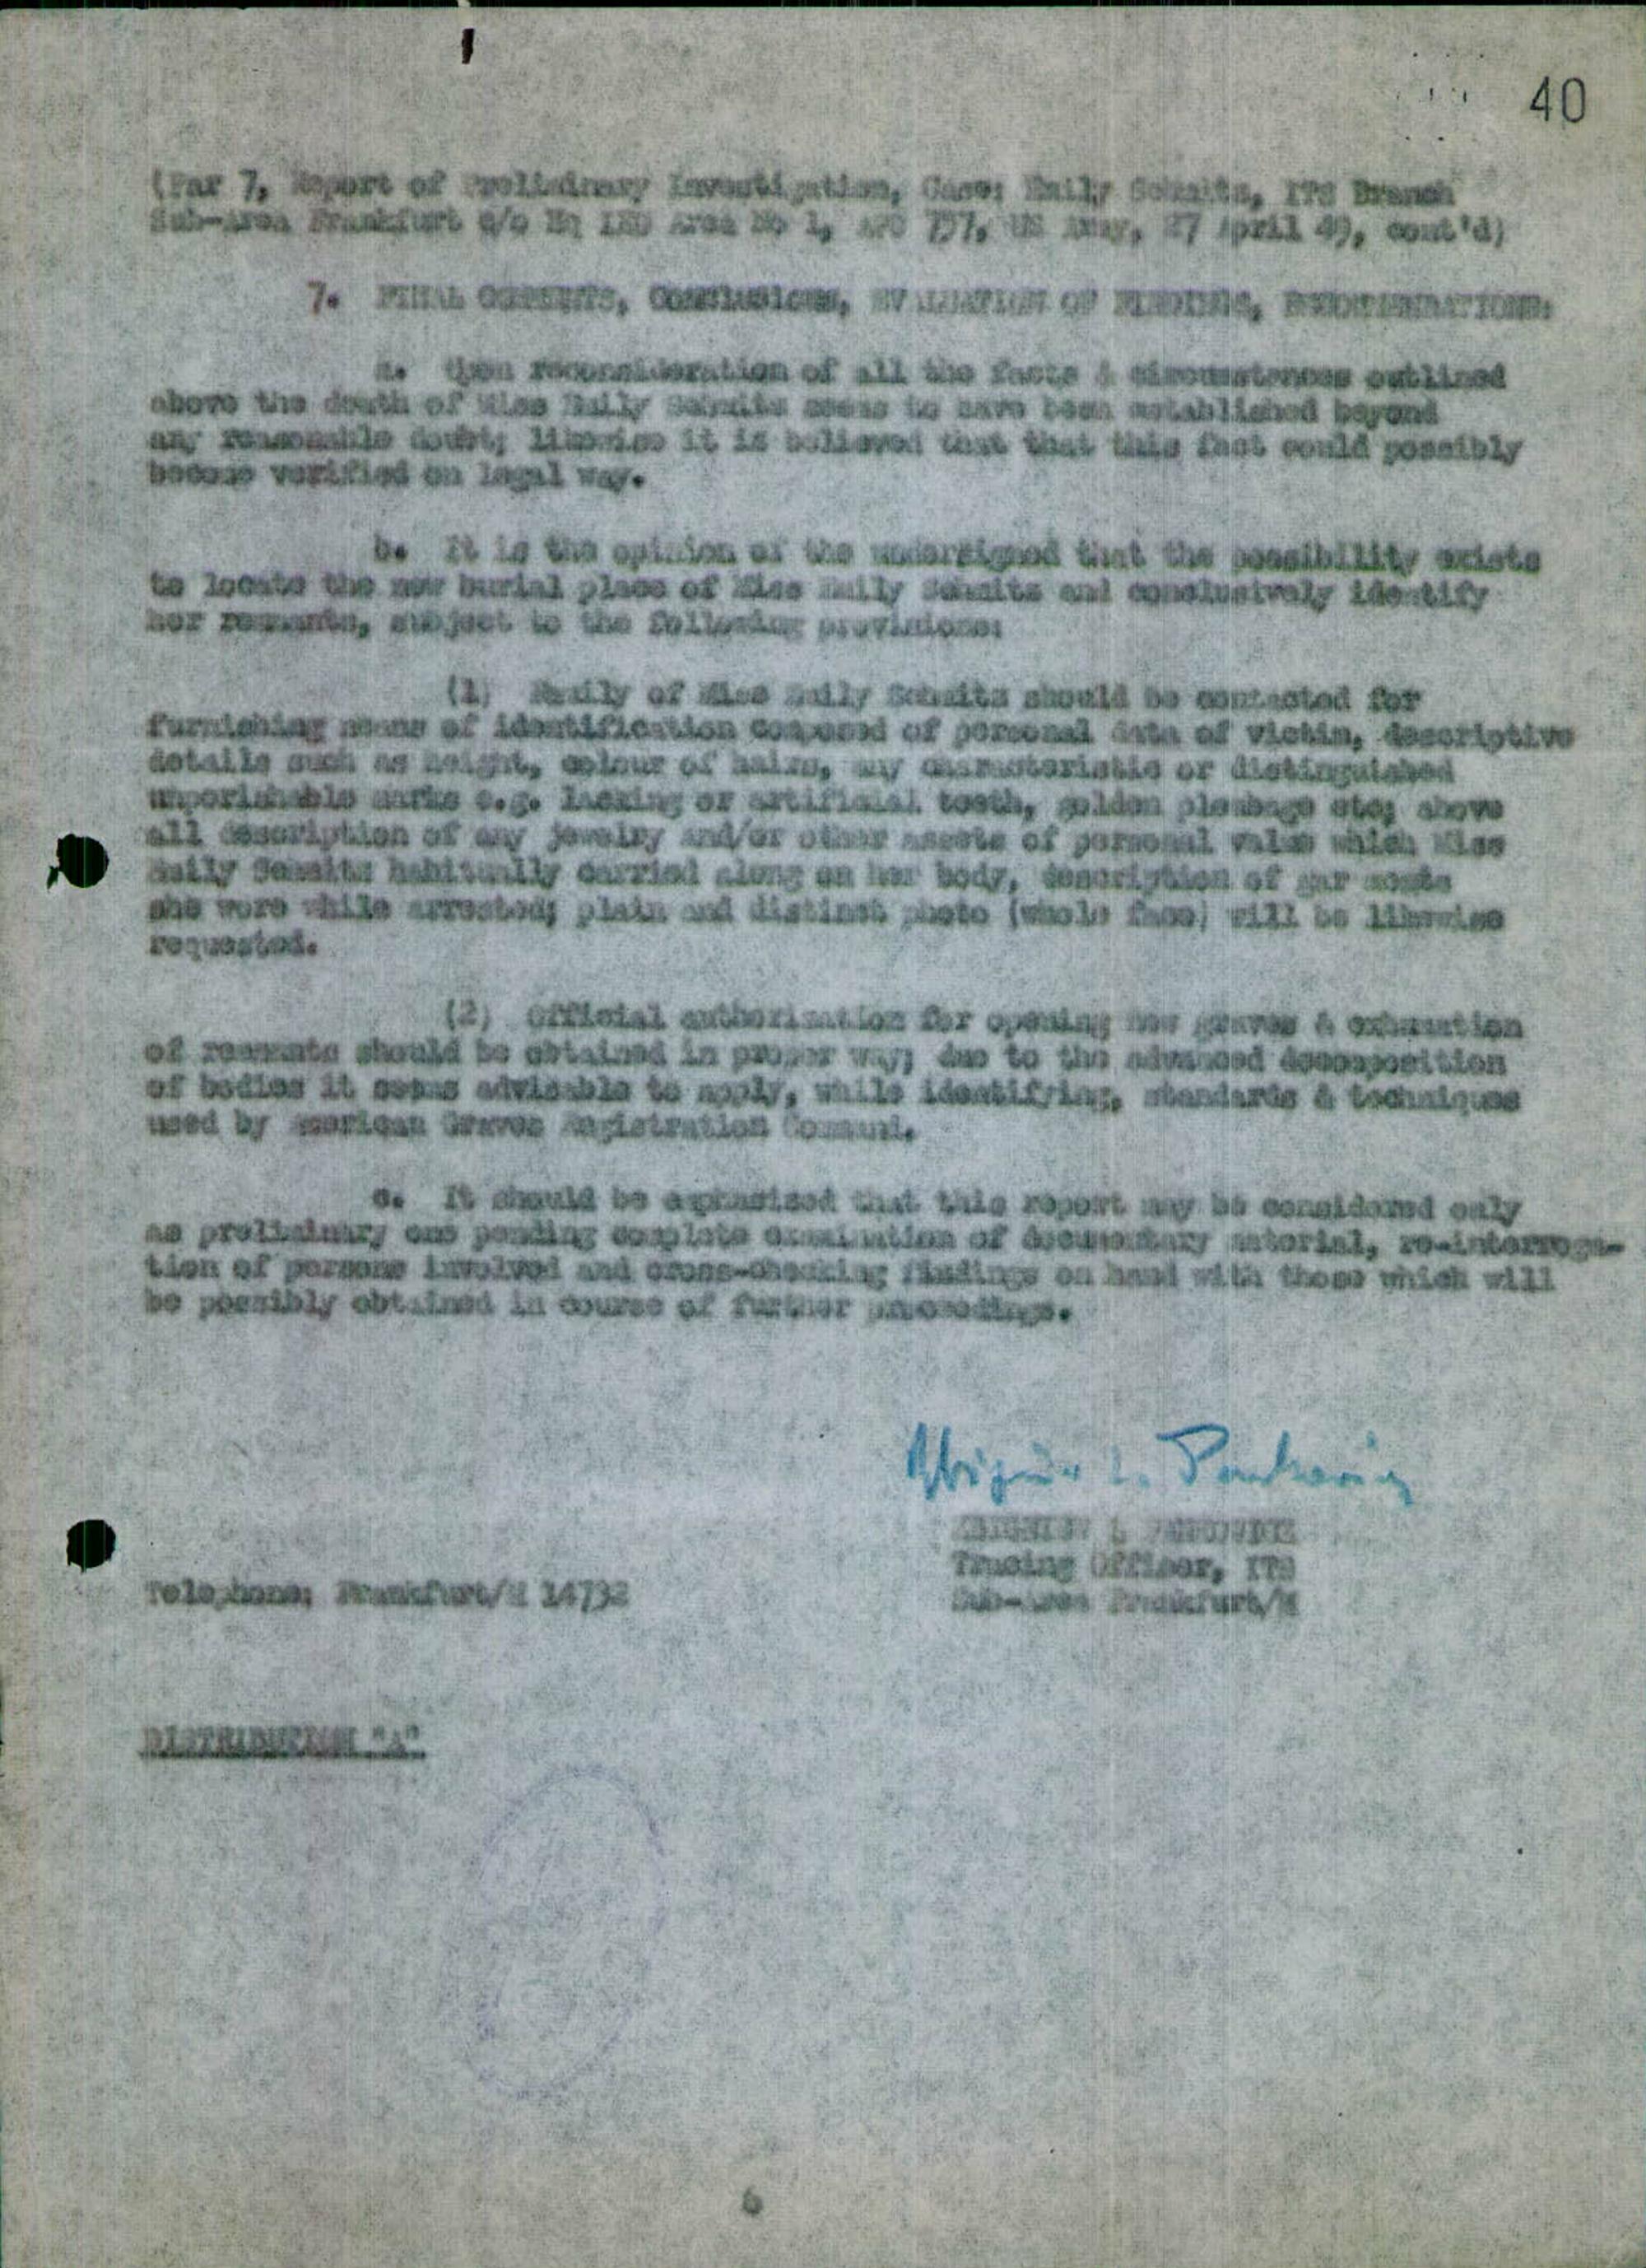 40
(Par 7, Report of Preliminary Investigation, Case: Emily Schmitz, ITS Branch
Sub-Area Frankfurt c/o Hq IRO Area No 1, APO 757, US Army, 27 April 49, cont'd)
7. FINAL COMMENTS, CONCLUSIONS, EVALUATION OF FINDINGS, RECOMMENDATIONS:
a. Upon reconsideration of all the facts & circumstances outlined
above the death of Miss Emily Schmitz seems to have been established beyond
any reasonable doubt; likewise it is believed that that this fact could possibly
become verified on legal way.
b. It is the opinion of the undersigned that the possibility exists
to locate the new burial place of Miss Emily Schmitz and conclusively identify
her remnants, subject to the following provisions:
(1) Family of Miss Emily Schmitz should be contacted for
furnishing means of identification composed of personal data of victim, descriptive
details such as height, colour of hairs, any characteristic or distinguished
unperishable marks e.g. lacking or artificial teeth, golden plombage etc; above
all description of any jewelry and/or other assets of personal value which Miss
Emily Schmitz habitually carried along on her body, description of garments
she wore while arrested; plain and distinct photo (whole face) will be likewise
requested.
(2) Official authorization for opening new graves & exhumation
of remnants should be obtained in proper way; due to the advanced decomposition
of bodies it seems advisable to apply, while identifying, standards & techniques
used by American Graves Registration Command.
c. It should be emphasized that this report may be considered only
as preliminary one pending complete examination of documentary material, re-interroga-
tion of persons involved and cross-checking findings on hand with those which will
be possibly obtained in course of further proceedings.
Tracing Officer, ITS
Telephone: Frankfurt/M 14732
Sub-Area Frankfurt/M
DISTRIBUTION "A"
6